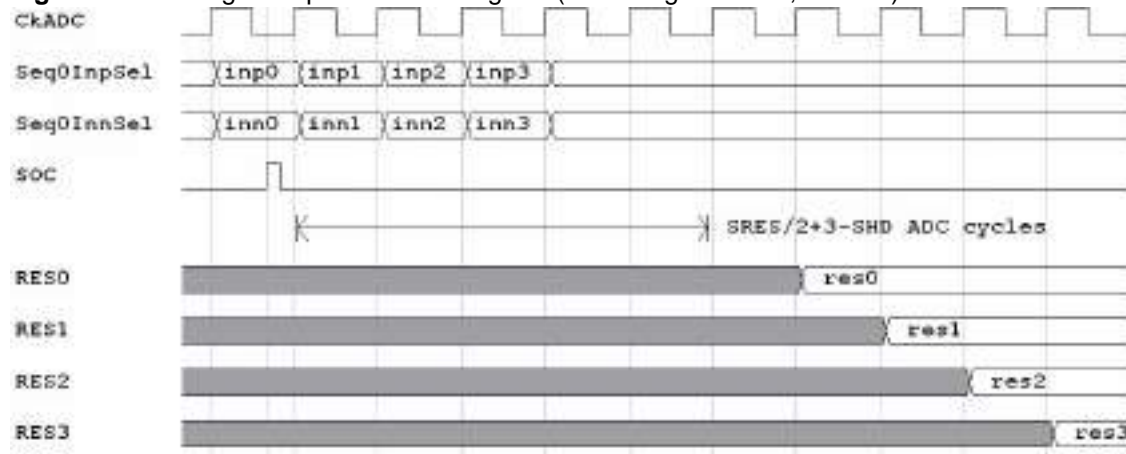 CkADC
Seq0InpSel inp0 inp1 inp2 inp3
Seq0InnSel inn0 inn1 inn2 inn3
SOC
SRES/2+3-SHD ADC cycles
RES0 res0
RES1 res1
RES2 res2
RES3 res3